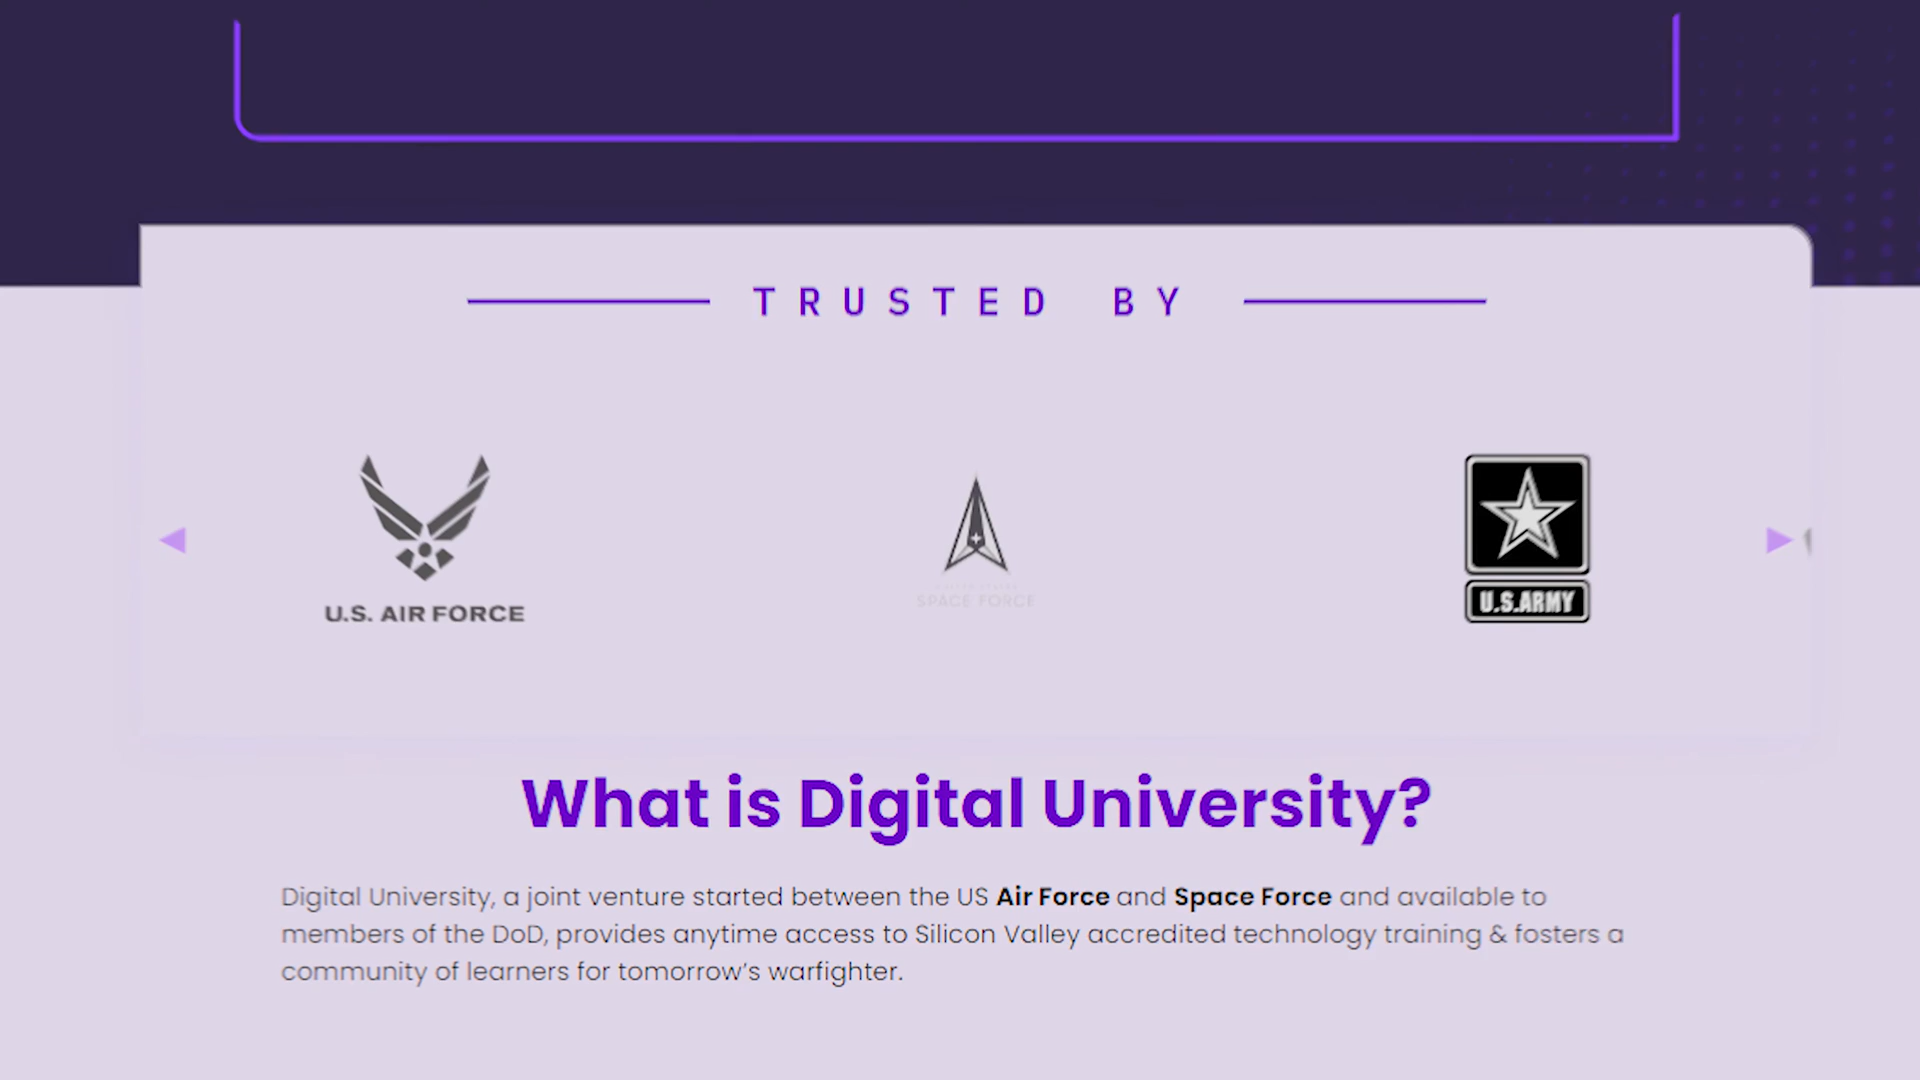 TRUSTED BY
U.S. AIR FORCE
SPACE FORCE
U.S.ARMY
What is Digital University?
Digital University, a joint venture started between the US Air Force and Space Force and available to
members of the DoD, provides anytime access to Silicon Valley accredited technology training & fosters a
community of learners for tomorrow’s warfighter.